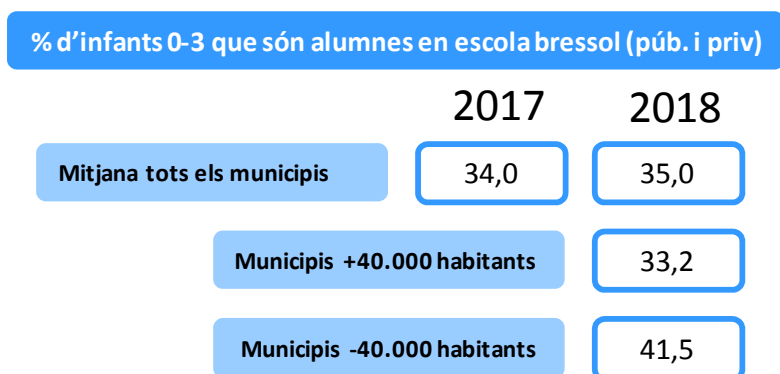 % d’infants 0-3 que són alumnes en escola bressol (púb. i priv)
2017 2018
Mitjana tots els municipis 34,0 35,0
Municipis +40.000 habitants 33,2
Municipis -40.000 habitants 41,5